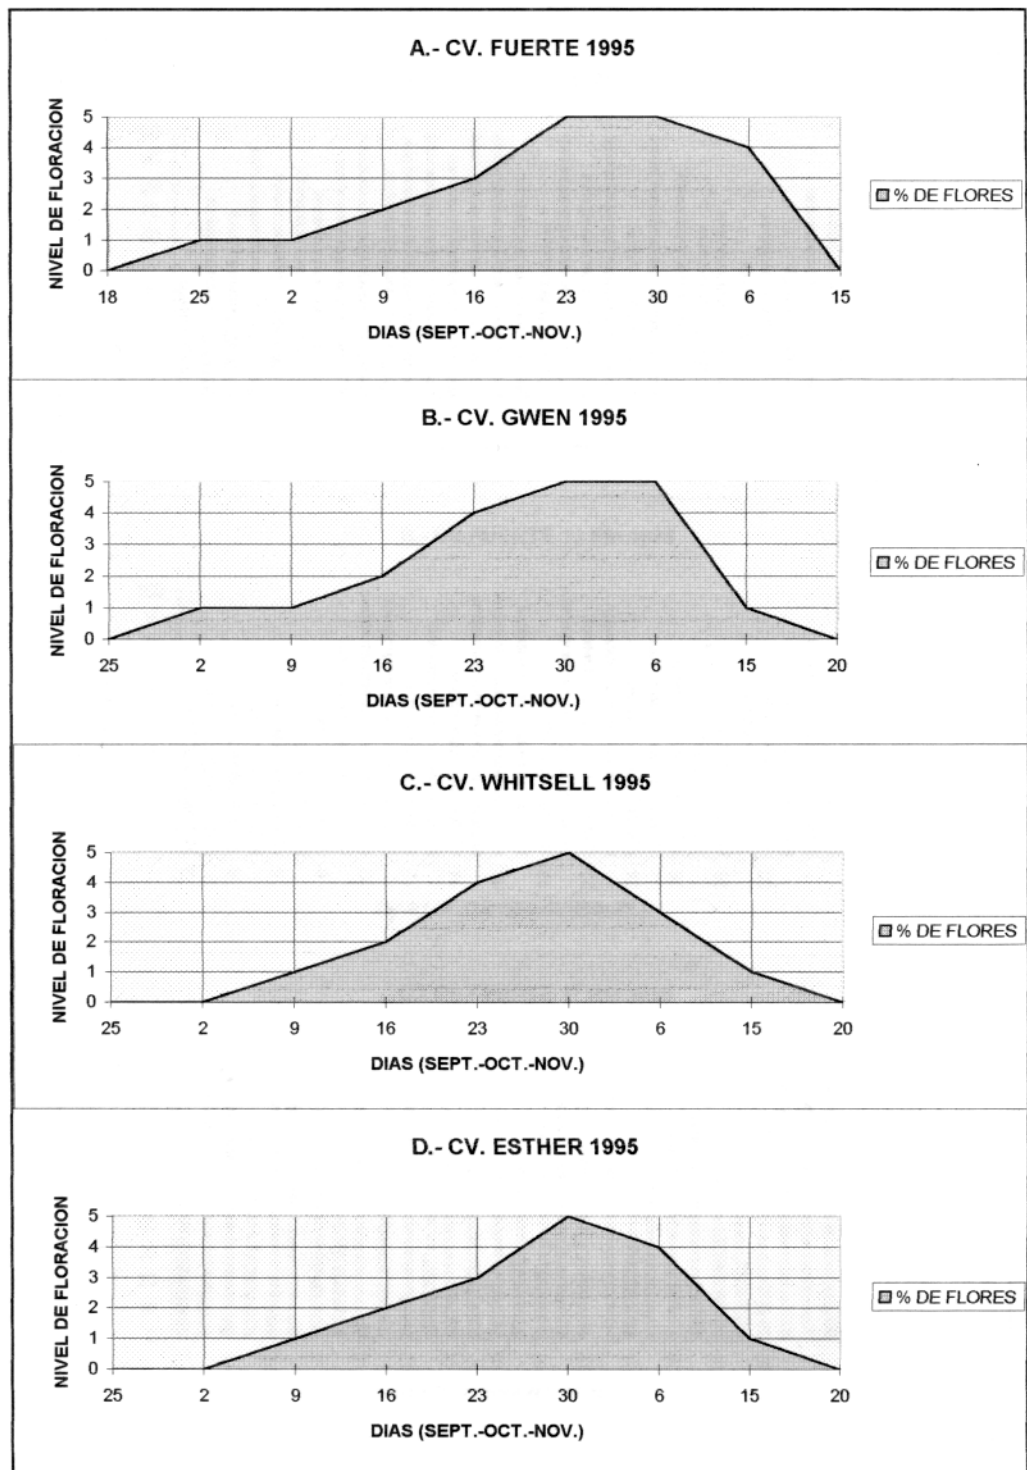 A.- CV. FUERTE 1995
NIVEL DE FLORACION
5
4
3
2
1
0
18 25 2 9 16 23 30 6 15
DIAS (SEPT.-OCT.-NOV.)
% DE FLORES
B.- CV. GWEN 1995
NIVEL DE FLORACION
5
4
3
2
1
0
25 2 9 16 23 30 6 15 20
DIAS (SEPT.-OCT.-NOV.)
% DE FLORES
C.- CV. WHITSELL 1995
NIVEL DE FLORACION
5
4
3
2
1
0
25 2 9 16 23 30 6 15 20
DIAS (SEPT.-OCT.-NOV.)
% DE FLORES
D.- CV. ESTHER 1995
NIVEL DE FLORACION
5
4
3
2
1
0
25 2 9 16 23 30 6 15 20
DIAS (SEPT.-OCT.-NOV.)
% DE FLORES